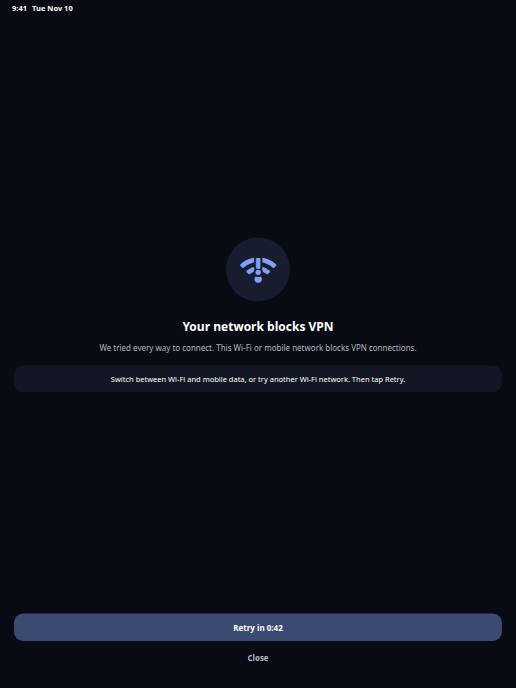 9:41 Tue Nov 10
Your network blocks VPN
We tried every way to connect. This Wi-Fi or mobile network blocks VPN connections.
Switch between Wi-Fi and mobile data, or try another Wi-Fi network. Then tap Retry.
Retry in 0:42
Close